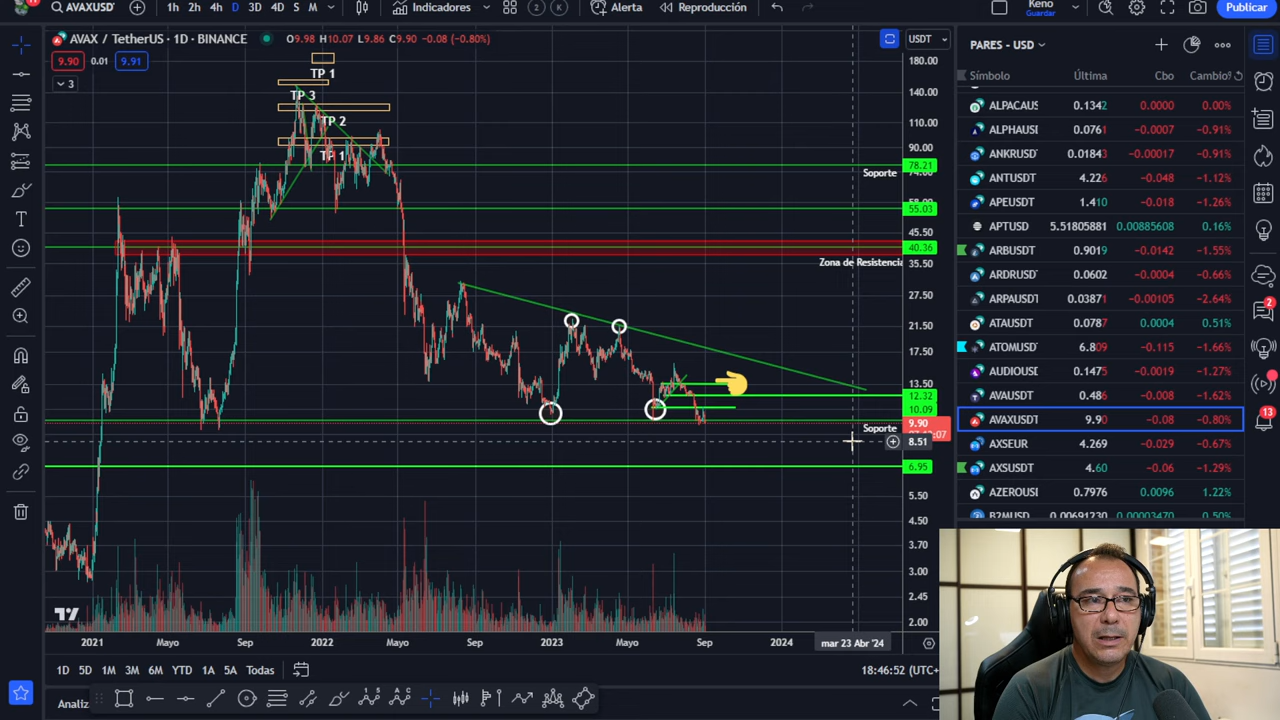 AVAXUSDT 1h 2h 4h D 3D 4D S M Indicadores 2 K Alerta Reproducción Keno Guardar Publicar
AVAX / TetherUS · 1D · BINANCE O9.98 H10.07 L9.86 C9.90 -0.08 (-0.80%) USDT
9.90 0.01 9.91
3
TP 1
TP 3
TP 2
TP 1
Soporte
Zona de Resistencia
Soporte
180.00
140.00
110.00
90.00
78.21
55.03
45.50
40.36
35.50
27.50
21.50
17.50
13.50
12.32
10.09
9.90
8.51
6.95
5.50
4.50
3.70
3.00
2.45
2.00
2021 Mayo Sep 2022 Mayo Sep 2023 Mayo Sep 2024 mar 23 Abr '24
1D 5D 1M 3M 6M YTD 1A 5A Todas 18:46:52 (UTC+
Analiz
PARES - USD
Símbolo Última Cbo Cambio%
ALPACAUS 0.1342 0.0000 0.00%
ALPHAUSI 0.0761 -0.0007 -0.91%
ANKRUSDT 0.01843 -0.00017 -0.91%
ANTUSDT 4.226 -0.048 -1.12%
APEUSDT 1.410 -0.018 -1.26%
APTUSD 5.51805881 0.00855608 0.16%
ARBUSDT 0.9019 -0.0142 -1.55%
ARDRUSD 0.0602 -0.0004 -0.66%
ARPAUSDT 0.03871 -0.00105 -2.64%
ATAUSDT 0.0787 0.0004 0.51%
ATOMUSD 6.809 -0.115 -1.66%
AUDIOUSI 0.1475 -0.0019 -1.27%
AVAUSDT 0.486 -0.008 -1.62%
AVAXUSDT 9.90 -0.08 -0.80%
AXSEUR 4.269 -0.029 -0.67%
AXSUSDT 4.60 -0.06 -1.29%
AZEROUSI 0.7976 0.0096 1.22%
B2MUSD 0.00691230 0.00003470 0.50%
2
13